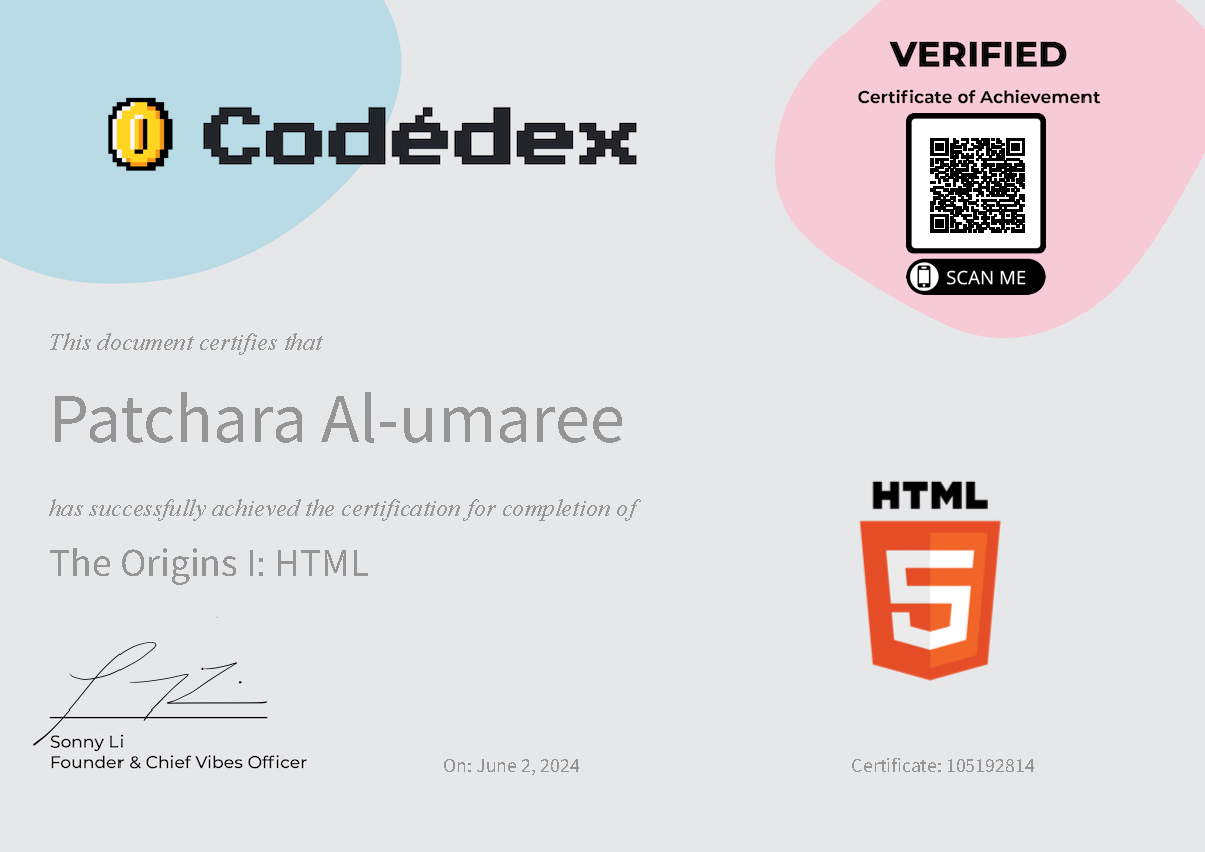 Codédex
VERIFIED
Certificate of Achievement
SCAN ME
This document certifies that
Patchara Al-umaree
has successfully achieved the certification for completion of
The Origins I: HTML
HTML
5
Sonny Li
Founder & Chief Vibes Officer
On: June 2, 2024
Certificate: 105192814